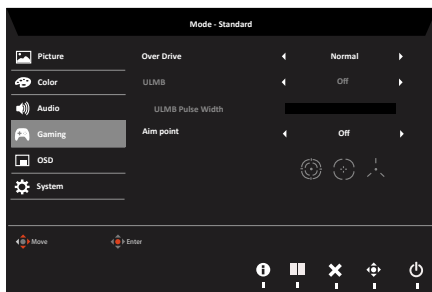 Mode - Standard
Picture
Over Drive Normal
Color
ULMB Off
Audio
ULMB Pulse Width
Gaming
Aim point Off
OSD
System
Move Enter